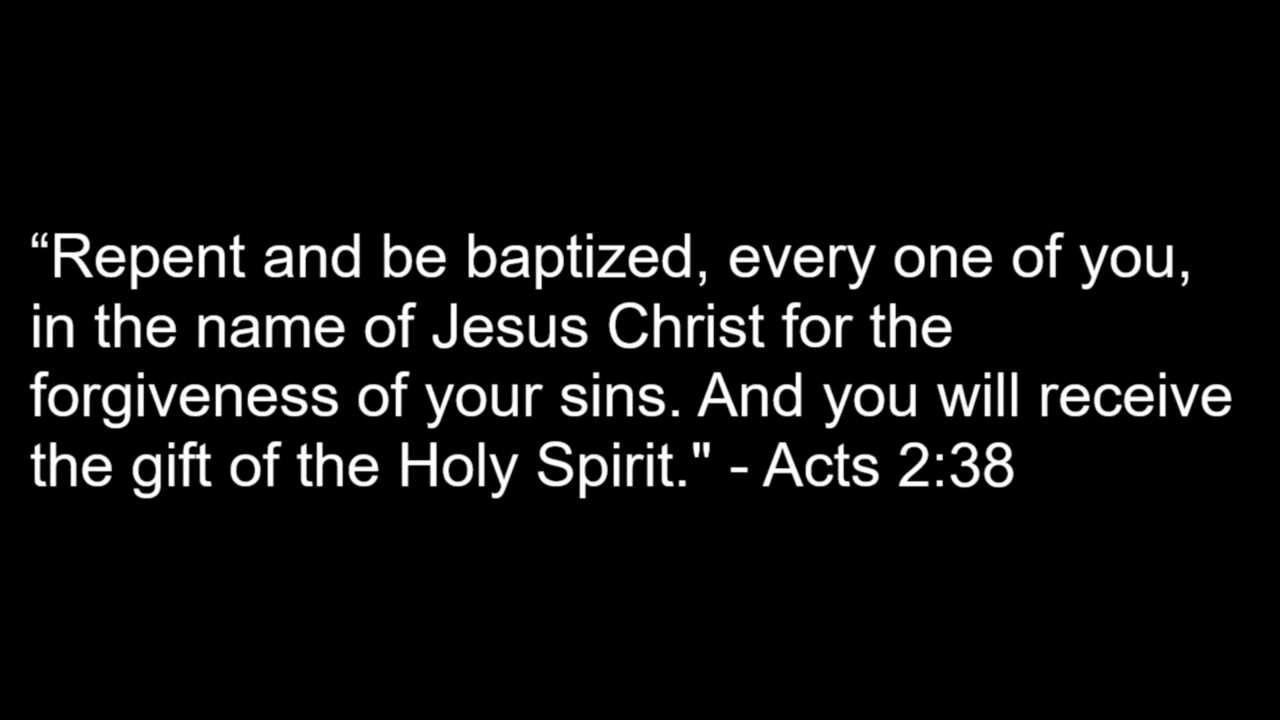 “Repent and be baptized, every one of you,
in the name of Jesus Christ for the
forgiveness of your sins. And you will receive
the gift of the Holy Spirit." - Acts 2:38